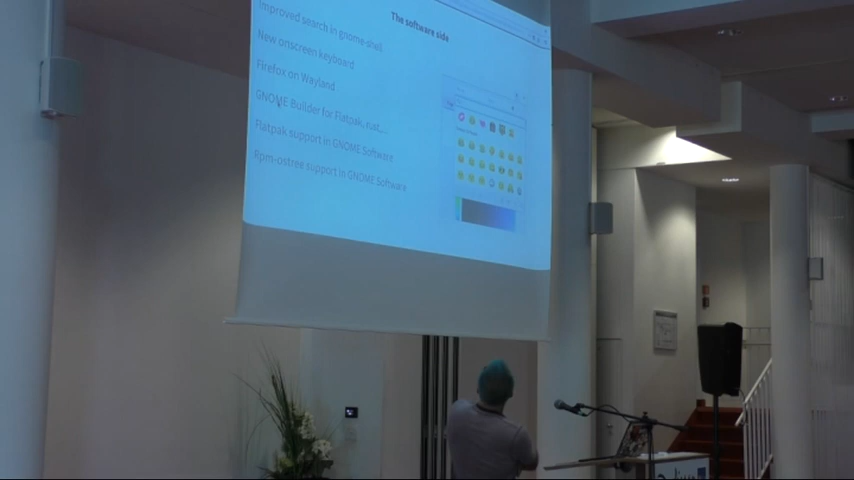 The software side
Improved search in gnome-shell
New onscreen keyboard
Firefox on Wayland
GNOME Builder for Flatpak, rust,...
Flatpak support in GNOME Software
Rpm-ostree support in GNOME Software